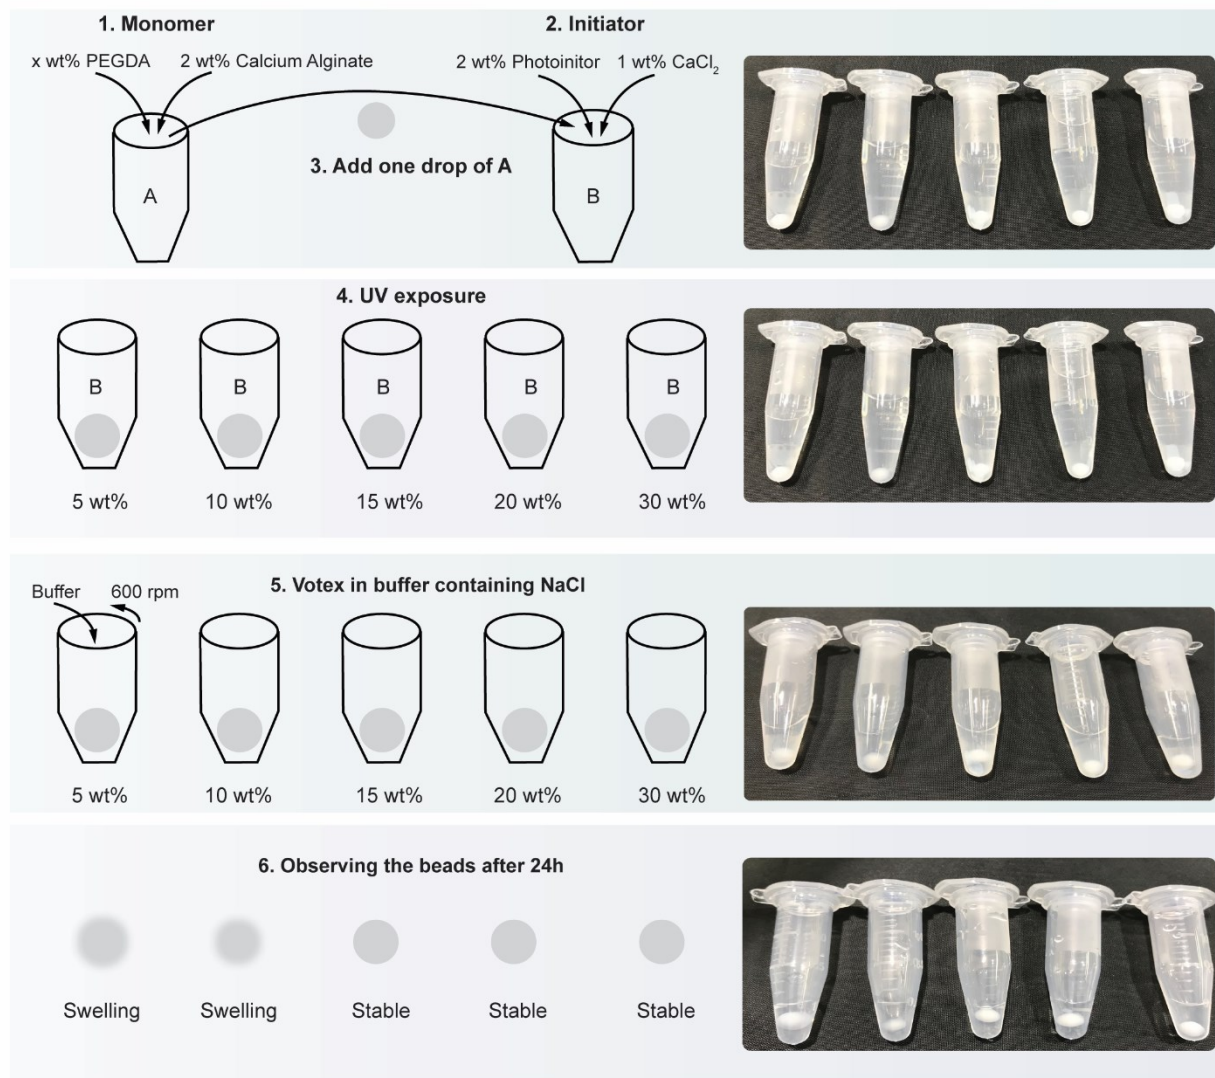 1. Monomer
2. Initiator
x wt% PEGDA
2 wt% Calcium Alginate
2 wt% Photoinitor
1 wt% CaCl₂
3. Add one drop of A
A
B
4. UV exposure
B
B
B
B
B
5 wt%
10 wt%
15 wt%
20 wt%
30 wt%
5. Votex in buffer containing NaCl
Buffer
600 rpm
5 wt%
10 wt%
15 wt%
20 wt%
30 wt%
6. Observing the beads after 24h
Swelling
Swelling
Stable
Stable
Stable